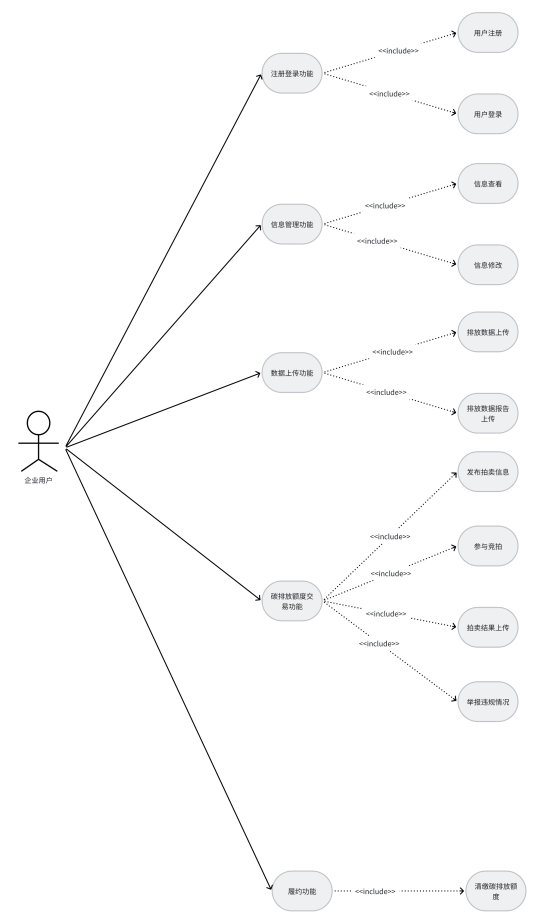 用户注册
<<include>>
注册登录功能
<<include>>
用户登录
信息查看
<<include>>
信息管理功能
<<include>>
信息修改
排放数据上传
<<include>>
数据上传功能
<<include>>
排放数据报告
上传
企业用户
发布拍卖信息
<<include>>
参与竞拍
<<include>>
碳排放额度交
易功能
<<include>>
拍卖结果上传
<<include>>
举报违规情况
履约功能
<<include>>
清缴碳排放额
度